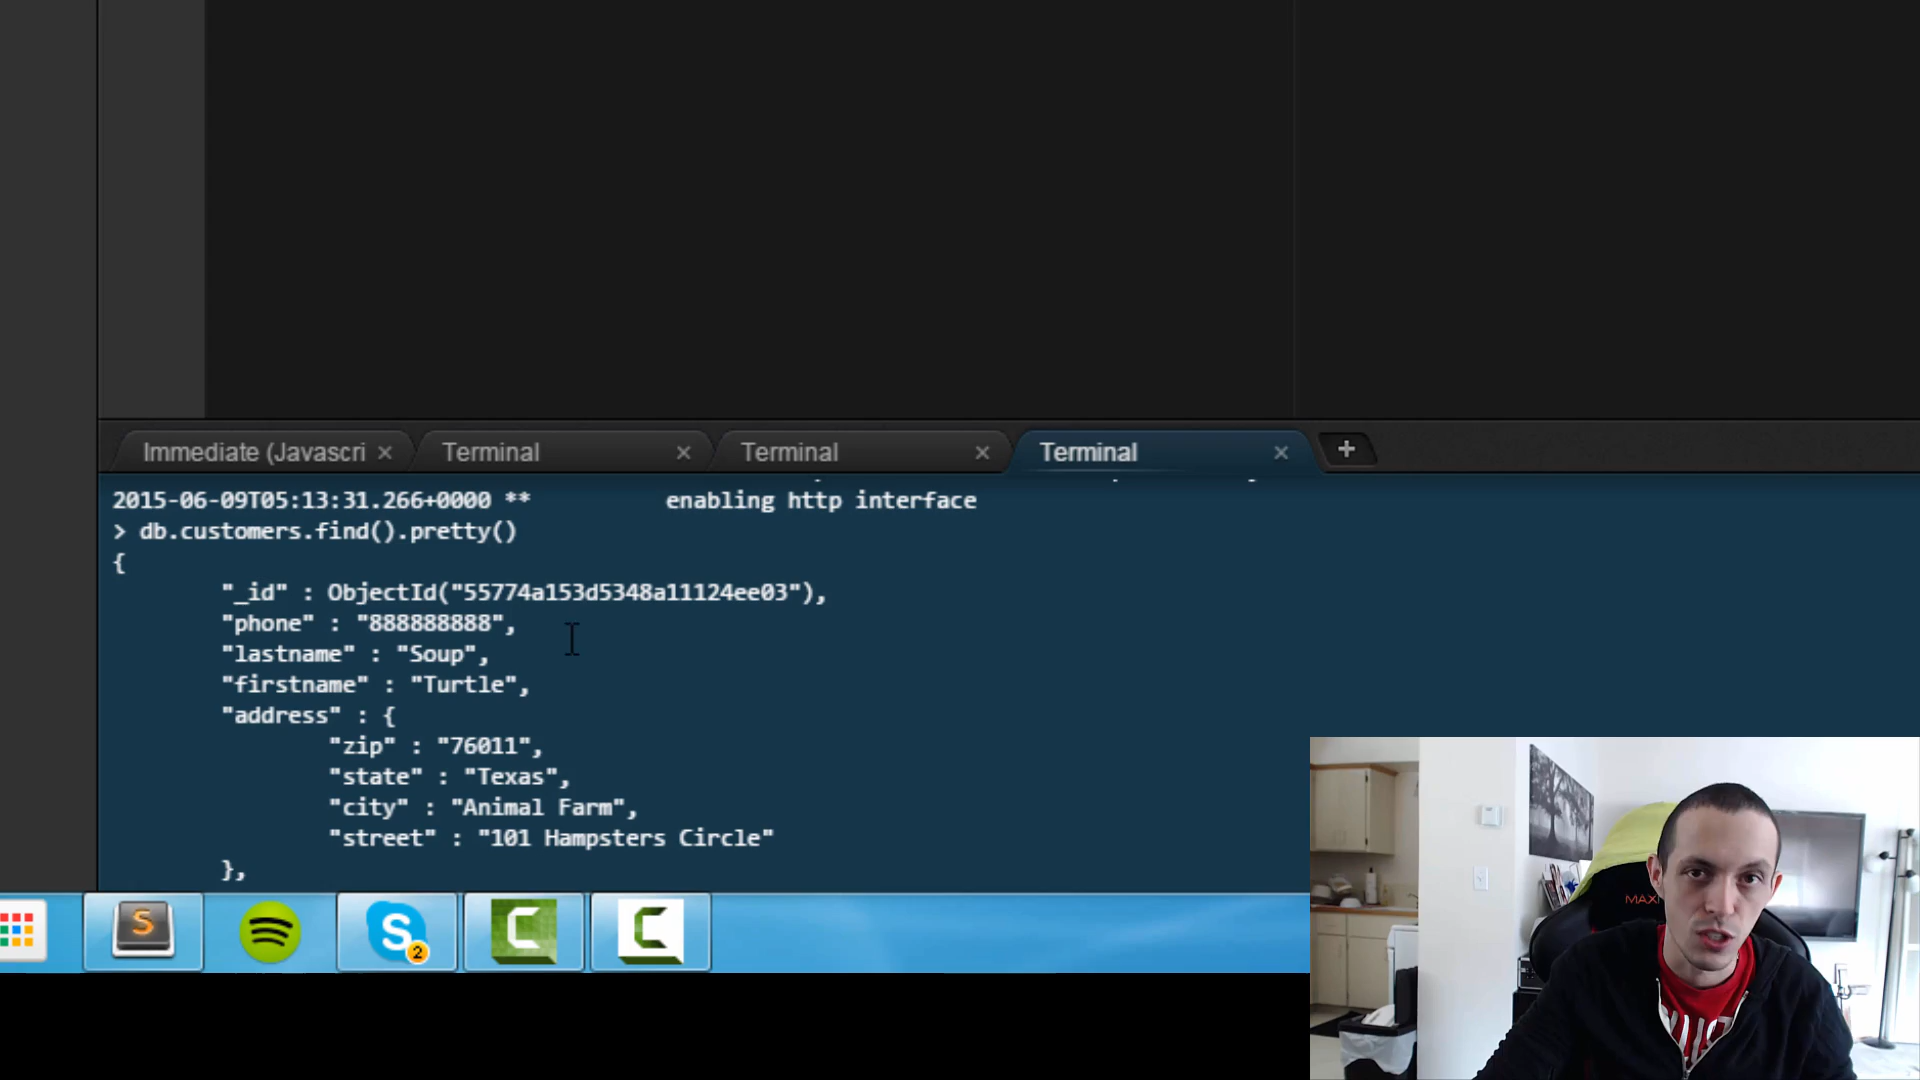 Immediate (Javascri
Terminal
Terminal
Terminal
2015-06-09T05:13:31.266+0000 ** enabling http interface
> db.customers.find().pretty()
{
"_id" : ObjectId("55774a153d5348a11124ee03"),
"phone" : "888888888",
"lastname" : "Soup",
"firstname" : "Turtle",
"address" : {
"zip" : "76011",
"state" : "Texas",
"city" : "Animal Farm",
"street" : "101 Hampsters Circle"
},
S
S
2
C
C
MAXN